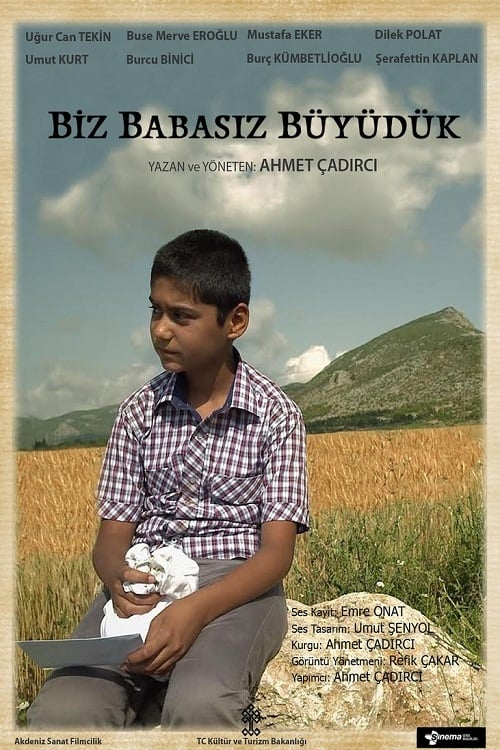 Uğur Can TEKİN Buse Merve EROĞLU Mustafa EKER Dilek POLAT
Umut KURT Burcu BİNİCİ Burç KÜMBETLİOĞLU Şerafettin KAPLAN
BİZ BABASIZ BÜYÜDÜK
YAZAN ve YÖNETEN: AHMET ÇADIRCI
Ses Kayit: Emre ONAT
Ses Tasarım: Umut ŞENYOL
Kurgu: Ahmet ÇADIRCI
Görüntü Yönetmeni: Refik ÇAKAR
Yapımcı: Ahmet ÇADIRCI
Akdeniz Sanat Filmcilik TC Kültür ve Turizm Bakanlığı Sinema